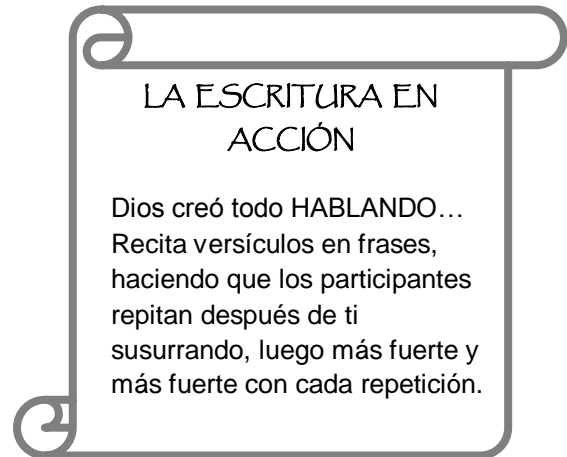 LA ESCRITURA EN
ACCIÓN
Dios creó todo HABLANDO…
Recita versículos en frases,
haciendo que los participantes
repitan después de ti
susurrando, luego más fuerte y
más fuerte con cada repetición.